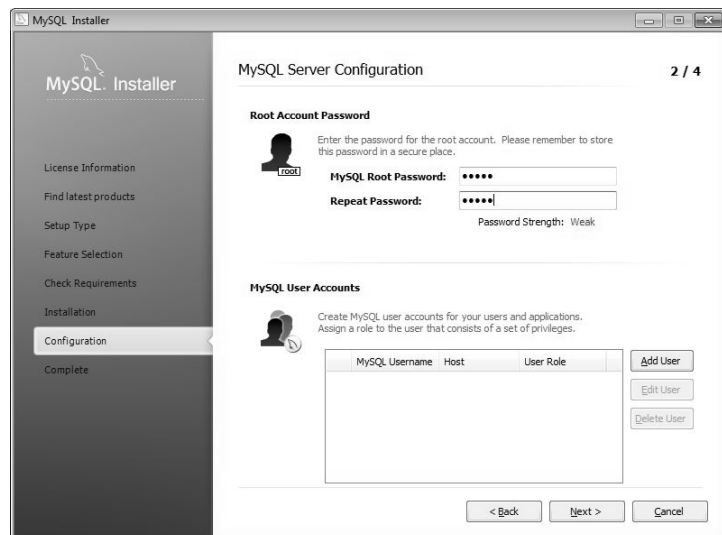 MySQL Installer
MySQL Installer
License Information
Find latest products
Setup Type
Feature Selection
Check Requirements
Installation
Configuration
Complete
MySQL Server Configuration
2 / 4
Root Account Password
Enter the password for the root account. Please remember to store
this password in a secure place.
root
MySQL Root Password: •••••
Repeat Password: •••••
Password Strength: Weak
MySQL User Accounts
Create MySQL user accounts for your users and applications.
Assign a role to the user that consists of a set of privileges.
MySQL Username Host User Role
Add User
Edit User
Delete User
< Back Next > Cancel